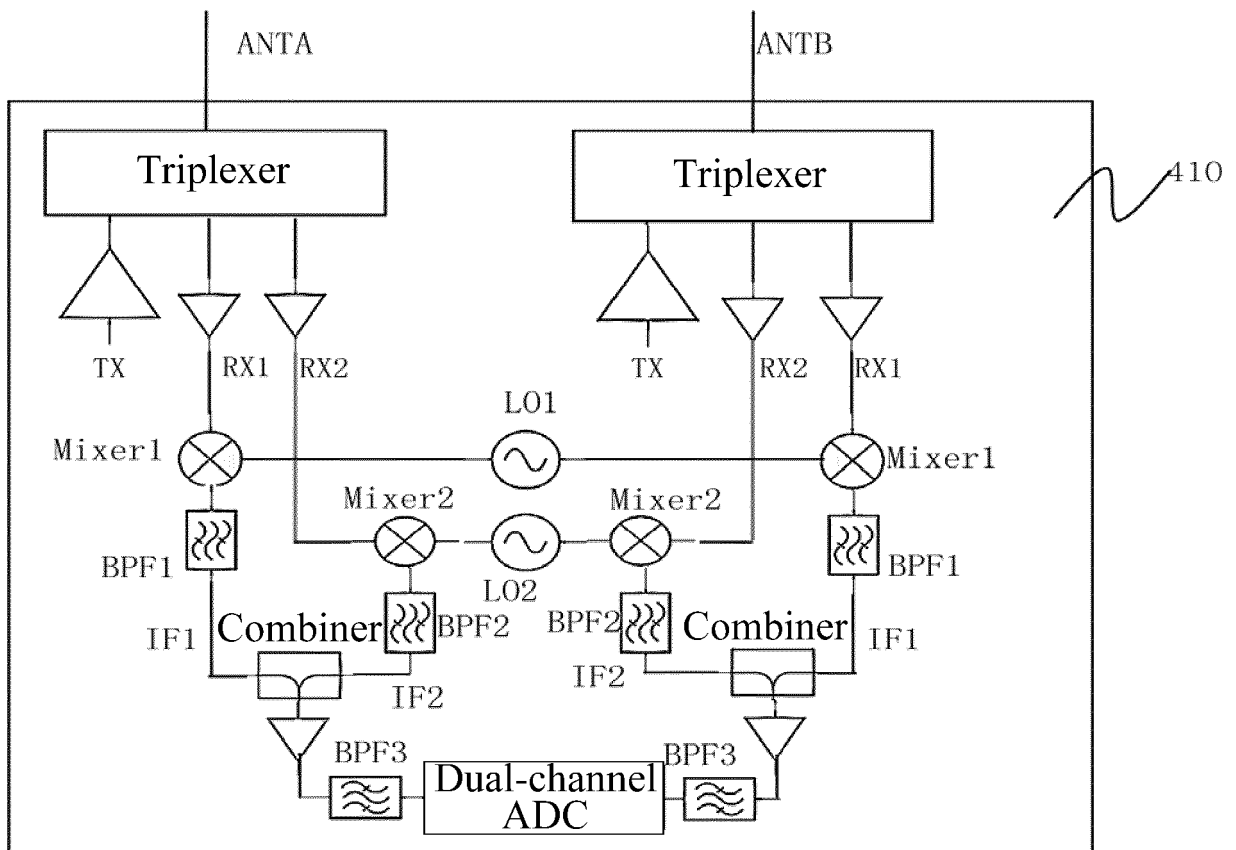 ANTA
ANTB
Triplexer
Triplexer
410
TX
RX1
RX2
TX
RX2
RX1
LO1
Mixer1
Mixer1
Mixer2
Mixer2
BPF1
LO2
BPF1
Combiner
BPF2
BPF2
Combiner
IF1
IF1
IF2
IF2
BPF3
BPF3
Dual-channel
ADC